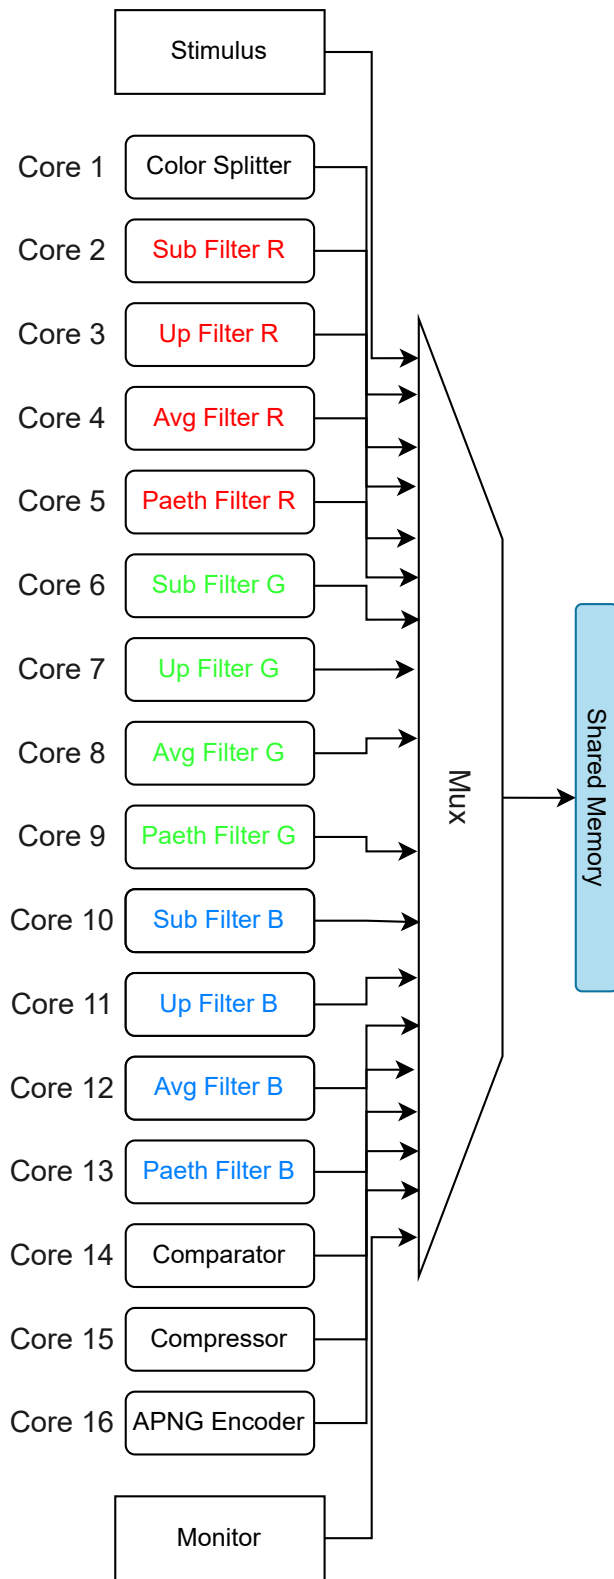 Stimulus
Core 1 Color Splitter
Core 2 Sub Filter R
Core 3 Up Filter R
Core 4 Avg Filter R
Core 5 Paeth Filter R
Core 6 Sub Filter G
Core 7 Up Filter G
Core 8 Avg Filter G
Core 9 Paeth Filter G
Core 10 Sub Filter B
Core 11 Up Filter B
Core 12 Avg Filter B
Core 13 Paeth Filter B
Core 14 Comparator
Core 15 Compressor
Core 16 APNG Encoder
Monitor
Mux
Shared Memory